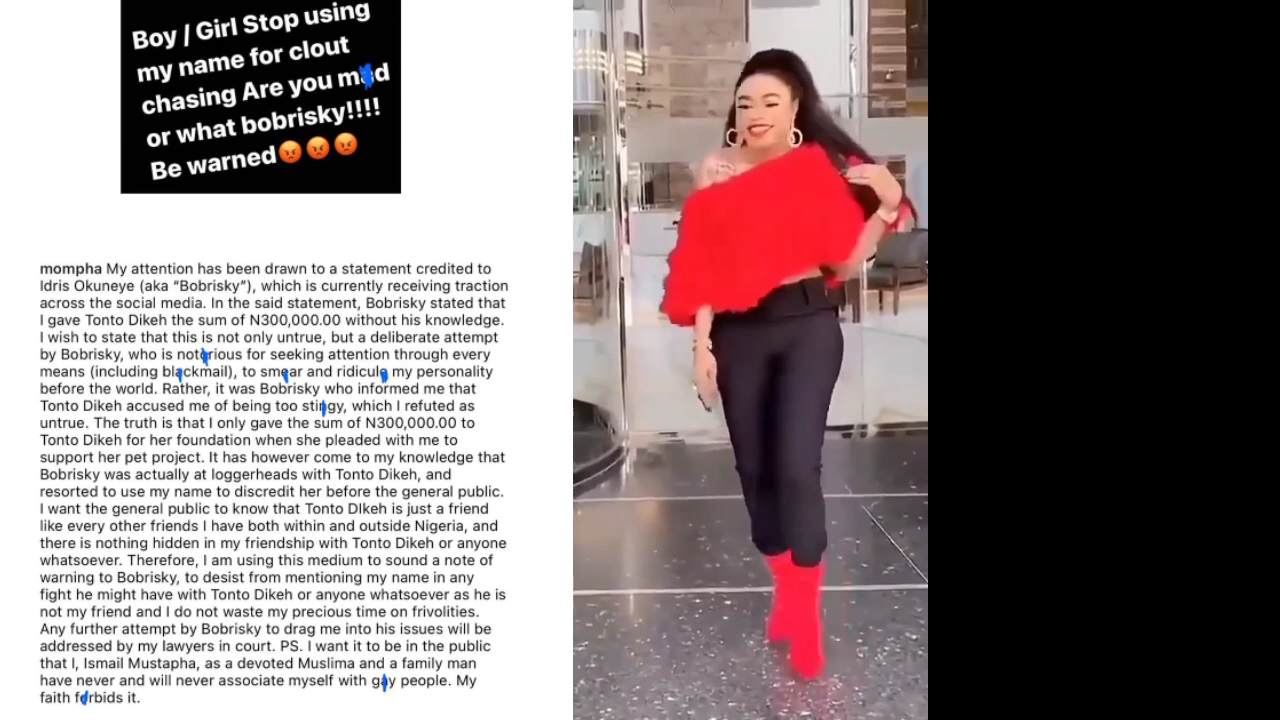 Boy / Girl Stop using
my name for clout
chasing Are you mad
or what bobrisky!!!!
Be warned😡😡😡
mompha My attention has been drawn to a statement credited to
Idris Okuneye (aka “Bobrisky”), which is currently receiving traction
across the social media. In the said statement, Bobrisky stated that
I gave Tonto Dikeh the sum of N300,000.00 without his knowledge.
I wish to state that this is not only untrue, but a deliberate attempt
by Bobrisky, who is notorious for seeking attention through every
means (including blackmail), to smear and ridicule my personality
before the world. Rather, it was Bobrisky who informed me that
Tonto Dikeh accused me of being too stingy, which I refuted as
untrue. The truth is that I only gave the sum of N300,000.00 to
Tonto Dikeh for her foundation when she pleaded with me to
support her pet project. It has however come to my knowledge that
Bobrisky was actually at loggerheads with Tonto Dikeh, and
resorted to use my name to discredit her before the general public.
I want the general public to know that Tonto DIkeh is just a friend
like every other friends I have both within and outside Nigeria, and
there is nothing hidden in my friendship with Tonto Dikeh or anyone
whatsoever. Therefore, I am using this medium to sound a note of
warning to Bobrisky, to desist from mentioning my name in any
fight he might have with Tonto Dikeh or anyone whatsoever as he is
not my friend and I do not waste my precious time on frivolities.
Any further attempt by Bobrisky to drag me into his issues will be
addressed by my lawyers in court. PS. I want it to be in the public
that I, Ismail Mustapha, as a devoted Muslima and a family man
have never and will never associate myself with gay people. My
faith forbids it.